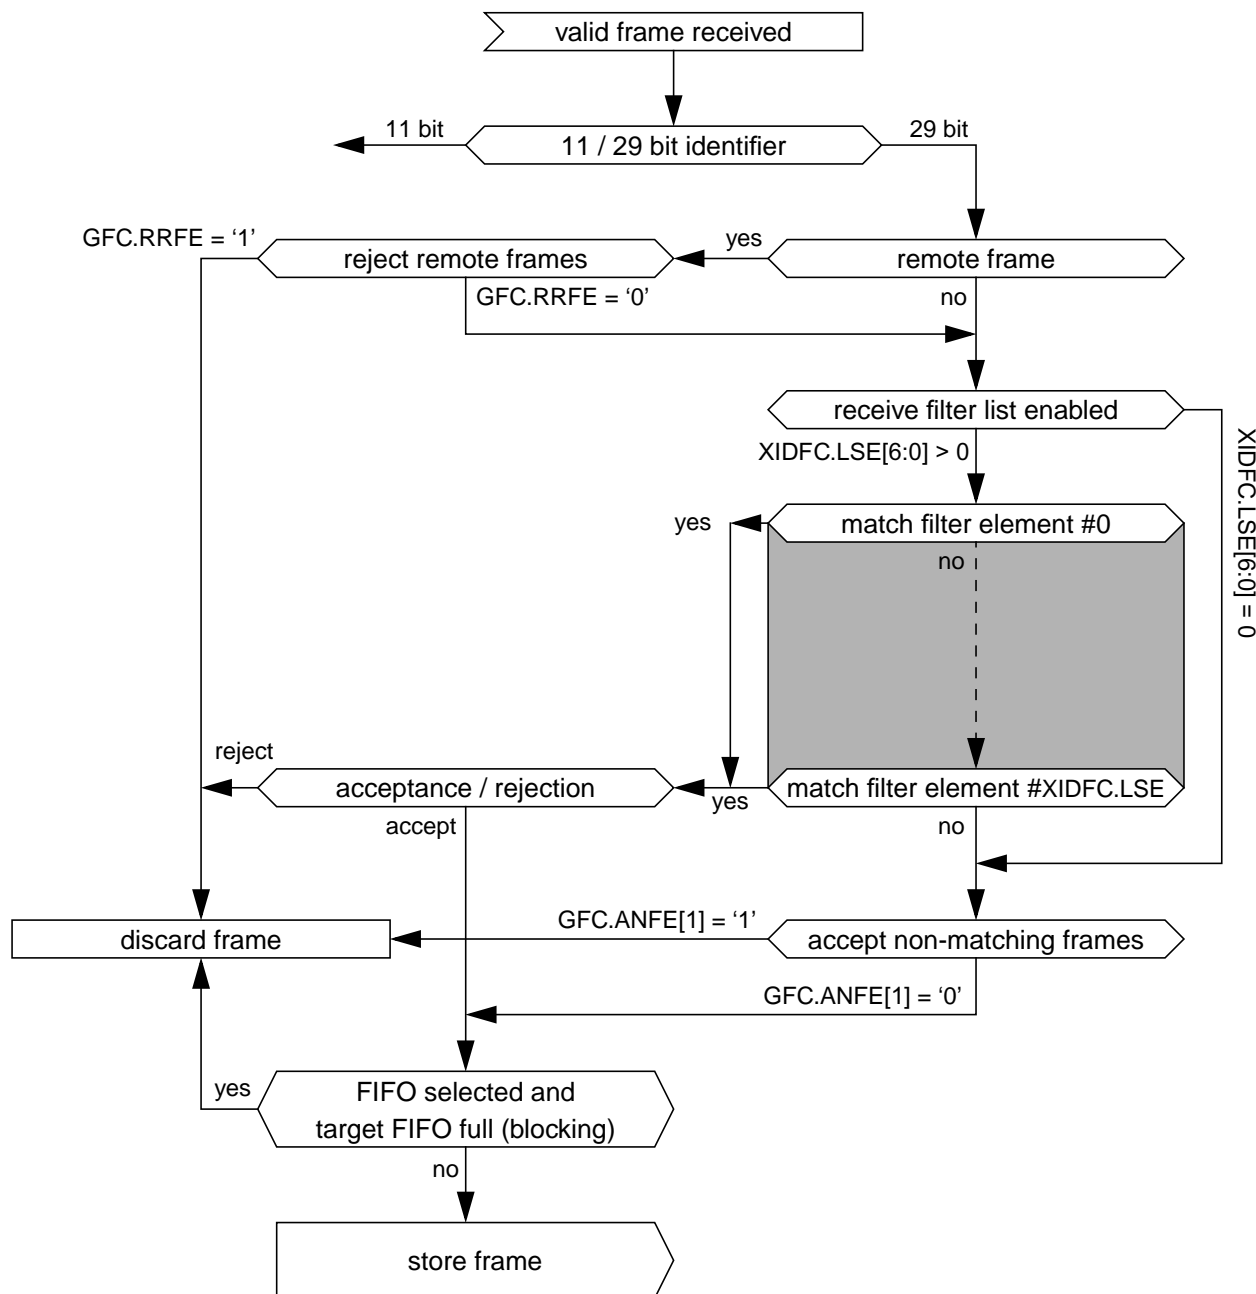 valid frame received
11 bit
11 / 29 bit identifier
29 bit
GFC.RRFE = ‘1’
reject remote frames
yes
remote frame
GFC.RRFE = ‘0’
no
receive filter list enabled
XIDFC.LSE[6:0] > 0
XIDFC.LSE[6:0] = 0
yes
match filter element #0
no
reject
acceptance / rejection
yes
match filter element #XIDFC.LSE
accept
no
discard frame
GFC.ANFE[1] = ‘1’
accept non-matching frames
GFC.ANFE[1] = ‘0’
yes
FIFO selected and
target FIFO full (blocking)
no
store frame